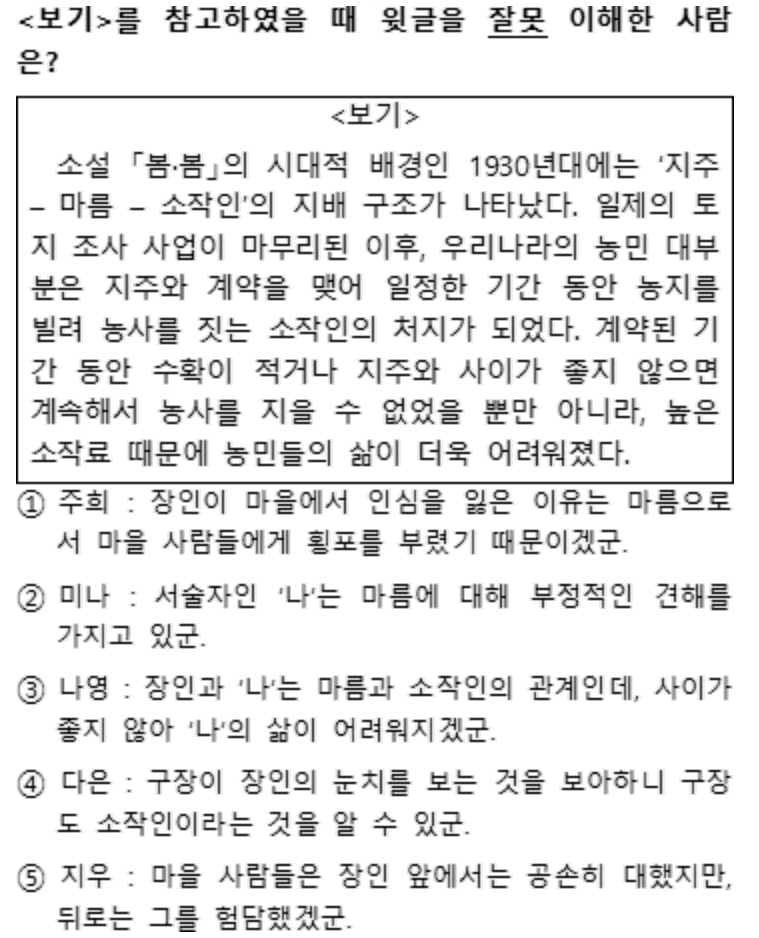 <보기>를 참고하였을 때 윗글을 잘못 이해한 사람
은?
<보기>
소설 「봄·봄」의 시대적 배경인 1930년대에는 '지주
– 마름 – 소작인'의 지배 구조가 나타났다. 일제의 토
지 조사 사업이 마무리된 이후, 우리나라의 농민 대부
분은 지주와 계약을 맺어 일정한 기간 동안 농지를
빌려 농사를 짓는 소작인의 처지가 되었다. 계약된 기
간 동안 수확이 적거나 지주와 사이가 좋지 않으면
계속해서 농사를 지을 수 없었을 뿐만 아니라, 높은
소작료 때문에 농민들의 삶이 더욱 어려워졌다.
① 주희 : 장인이 마을에서 인심을 잃은 이유는 마름으로
서 마을 사람들에게 횡포를 부렸기 때문이겠군.
② 미나 : 서술자인 '나'는 마름에 대해 부정적인 견해를
가지고 있군.
③ 나영 : 장인과 '나'는 마름과 소작인의 관계인데, 사이가
좋지 않아 '나'의 삶이 어려워지겠군.
④ 다은 : 구장이 장인의 눈치를 보는 것을 보아하니 구장
도 소작인이라는 것을 알 수 있군.
⑤ 지우 : 마을 사람들은 장인 앞에서는 공손히 대했지만,
뒤로는 그를 험담했겠군.